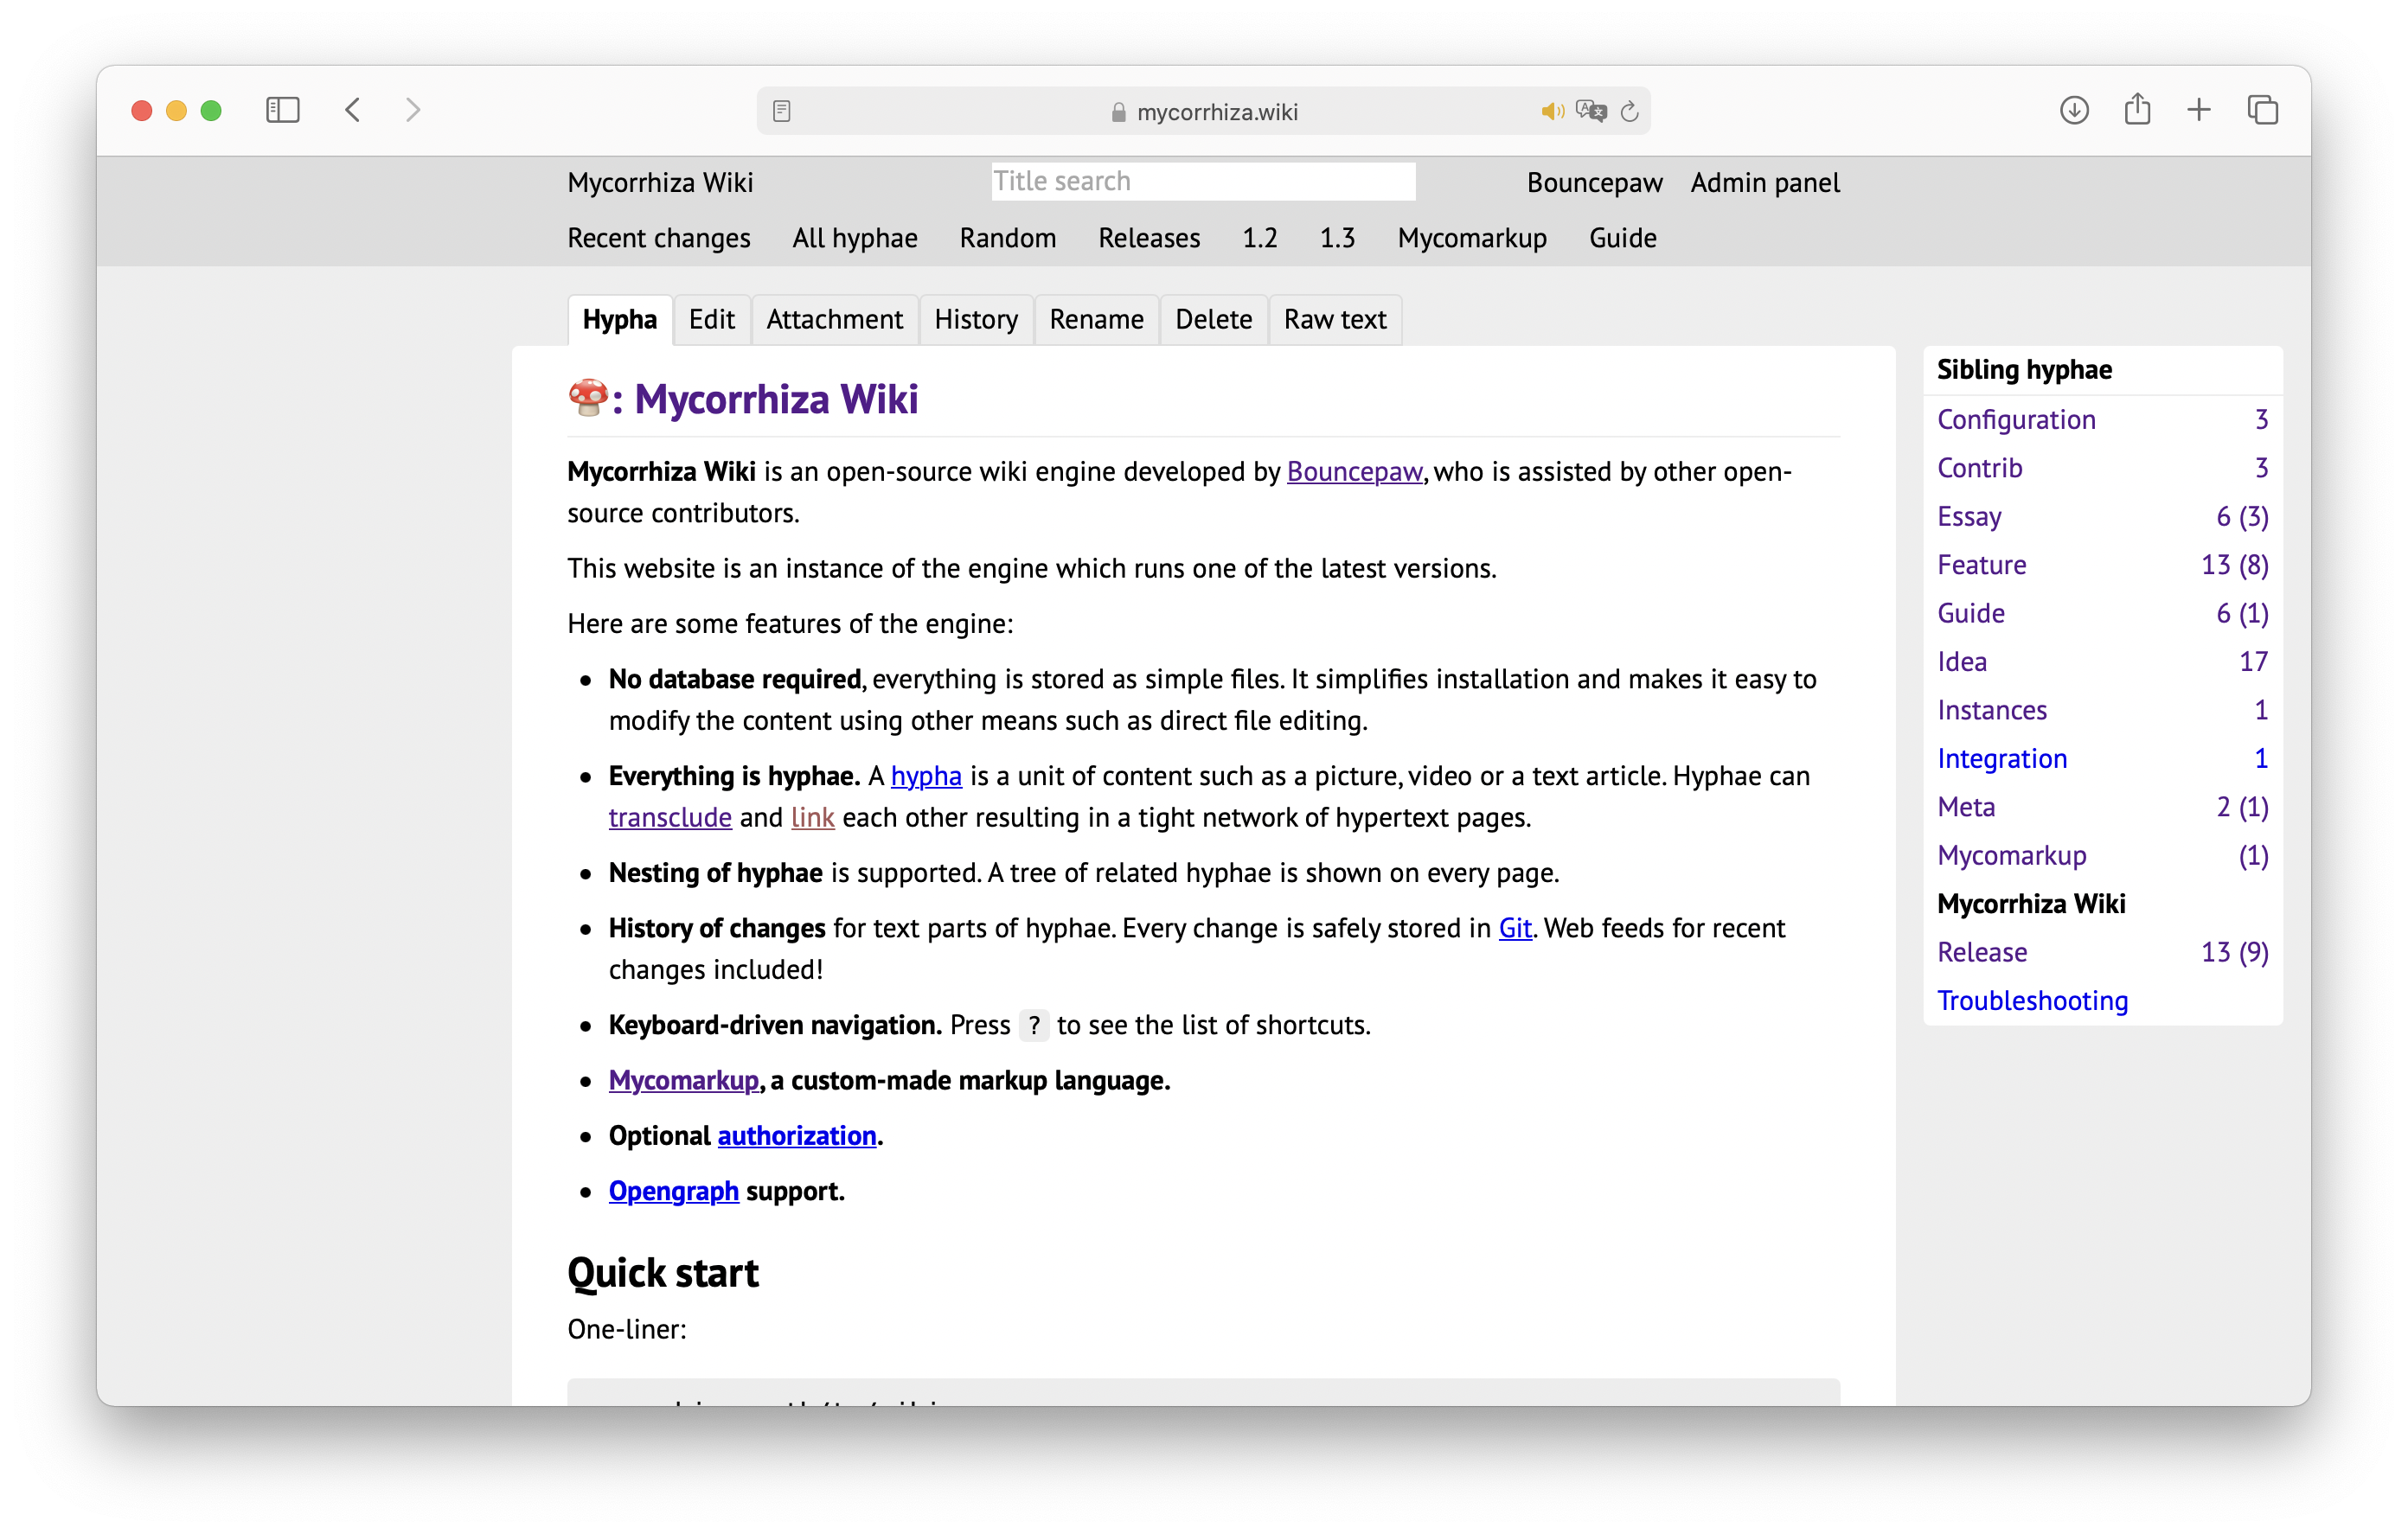 mycorrhiza.wiki
Mycorrhiza Wiki Title search Bouncepaw Admin panel
Recent changes All hyphae Random Releases 1.2 1.3 Mycomarkup Guide
Hypha Edit Attachment History Rename Delete Raw text
: Mycorrhiza Wiki
Mycorrhiza Wiki is an open-source wiki engine developed by Bouncepaw, who is assisted by other open-
source contributors.
This website is an instance of the engine which runs one of the latest versions.
Here are some features of the engine:
• No database required, everything is stored as simple files. It simplifies installation and makes it easy to
modify the content using other means such as direct file editing.
• Everything is hyphae. A hypha is a unit of content such as a picture, video or a text article. Hyphae can
transclude and link each other resulting in a tight network of hypertext pages.
• Nesting of hyphae is supported. A tree of related hyphae is shown on every page.
• History of changes for text parts of hyphae. Every change is safely stored in Git. Web feeds for recent
changes included!
• Keyboard-driven navigation. Press ? to see the list of shortcuts.
• Mycomarkup, a custom-made markup language.
• Optional authorization.
• Opengraph support.
Quick start
One-liner:
Sibling hyphae
Configuration 3
Contrib 3
Essay 6 (3)
Feature 13 (8)
Guide 6 (1)
Idea 17
Instances 1
Integration 1
Meta 2 (1)
Mycomarkup (1)
Mycorrhiza Wiki
Release 13 (9)
Troubleshooting